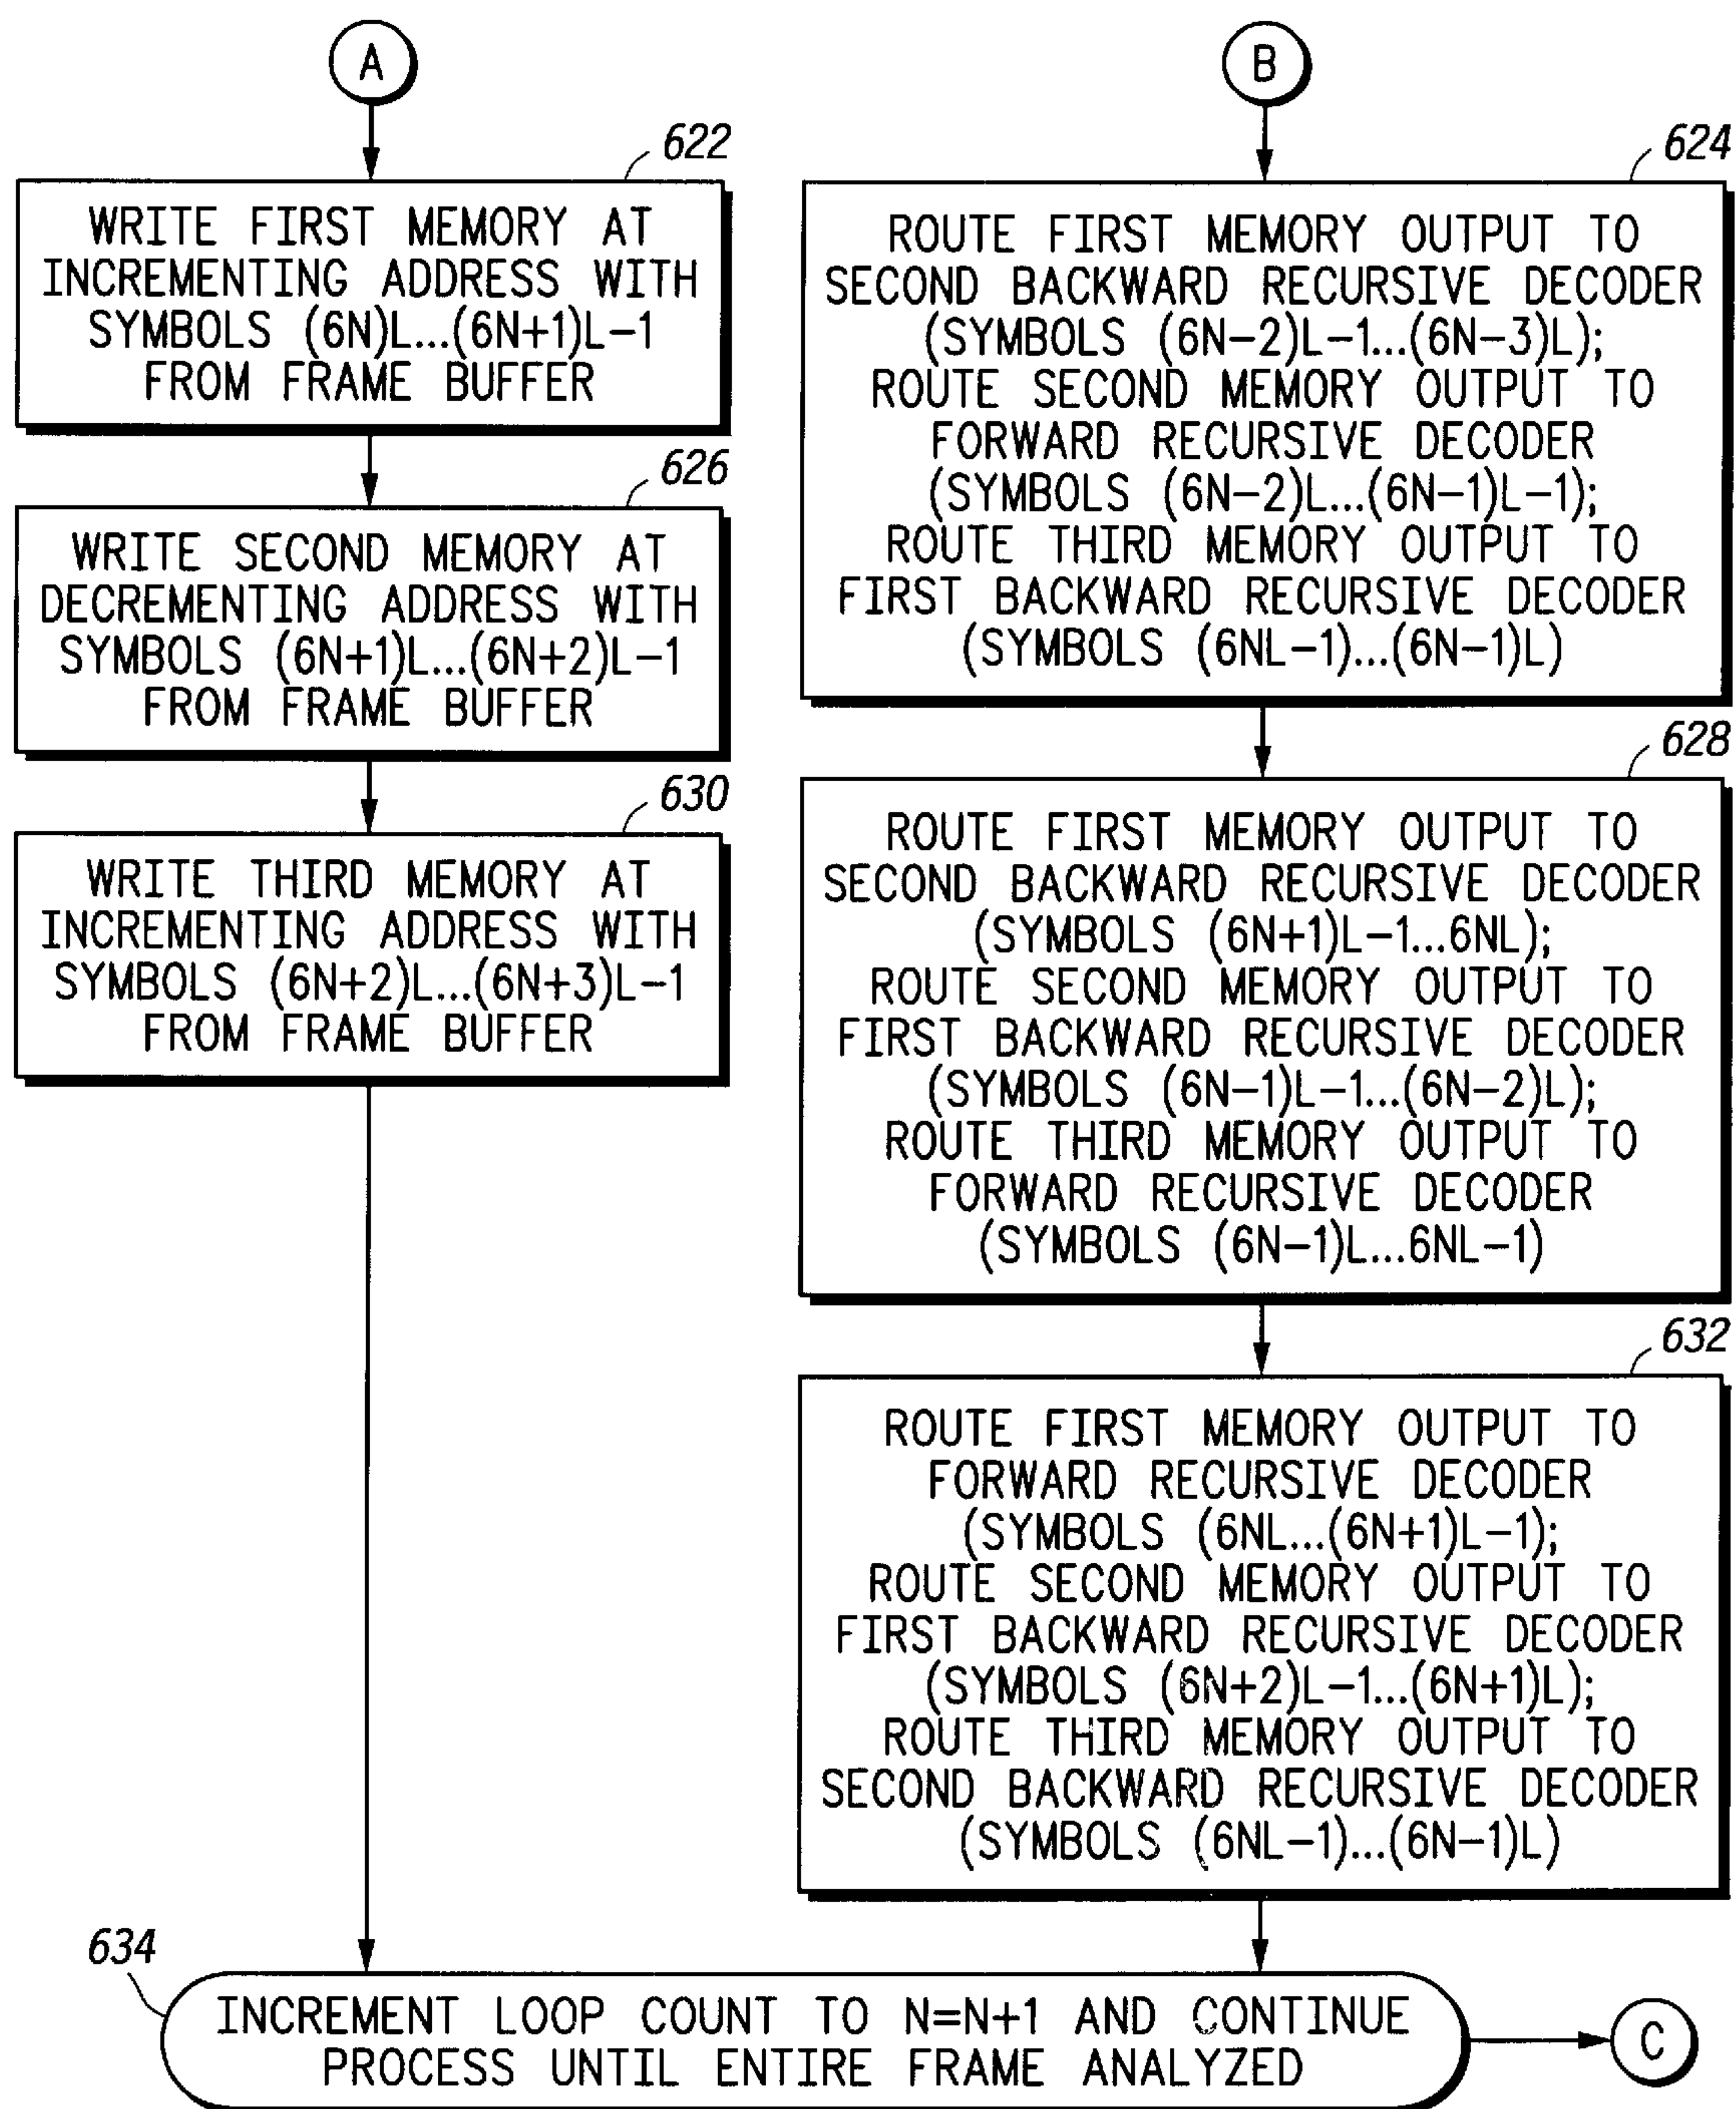 A
622
WRITE FIRST MEMORY AT
INCREMENTING ADDRESS WITH
SYMBOLS (6N)L...(6N+1)L-1
FROM FRAME BUFFER
626
WRITE SECOND MEMORY AT
DECREMENTING ADDRESS WITH
SYMBOLS (6N+1)L...(6N+2)L-1
FROM FRAME BUFFER
630
WRITE THIRD MEMORY AT
INCREMENTING ADDRESS WITH
SYMBOLS (6N+2)L...(6N+3)L-1
FROM FRAME BUFFER
B
624
ROUTE FIRST MEMORY OUTPUT TO
SECOND BACKWARD RECURSIVE DECODER
(SYMBOLS (6N-2)L-1...(6N-3)L);
ROUTE SECOND MEMORY OUTPUT TO
FORWARD RECURSIVE DECODER
(SYMBOLS (6N-2)L...(6N-1)L-1);
ROUTE THIRD MEMORY OUTPUT TO
FIRST BACKWARD RECURSIVE DECODER
(SYMBOLS (6NL-1)...(6N-1)L)
628
ROUTE FIRST MEMORY OUTPUT TO
SECOND BACKWARD RECURSIVE DECODER
(SYMBOLS (6N+1)L-1...6NL);
ROUTE SECOND MEMORY OUTPUT TO
FIRST BACKWARD RECURSIVE DECODER
(SYMBOLS (6N-1)L-1...(6N-2)L);
ROUTE THIRD MEMORY OUTPUT TO
FORWARD RECURSIVE DECODER
(SYMBOLS (6N-1)L...6NL-1)
632
ROUTE FIRST MEMORY OUTPUT TO
FORWARD RECURSIVE DECODER
(SYMBOLS (6NL...(6N+1)L-1);
ROUTE SECOND MEMORY OUTPUT TO
FIRST BACKWARD RECURSIVE DECODER
(SYMBOLS (6N+2)L-1...(6N+1)L);
ROUTE THIRD MEMORY OUTPUT TO
SECOND BACKWARD RECURSIVE DECODER
(SYMBOLS (6NL-1)...(6N-1)L)
634
INCREMENT LOOP COUNT TO N=N+1 AND CONTINUE
PROCESS UNTIL ENTIRE FRAME ANALYZED
C